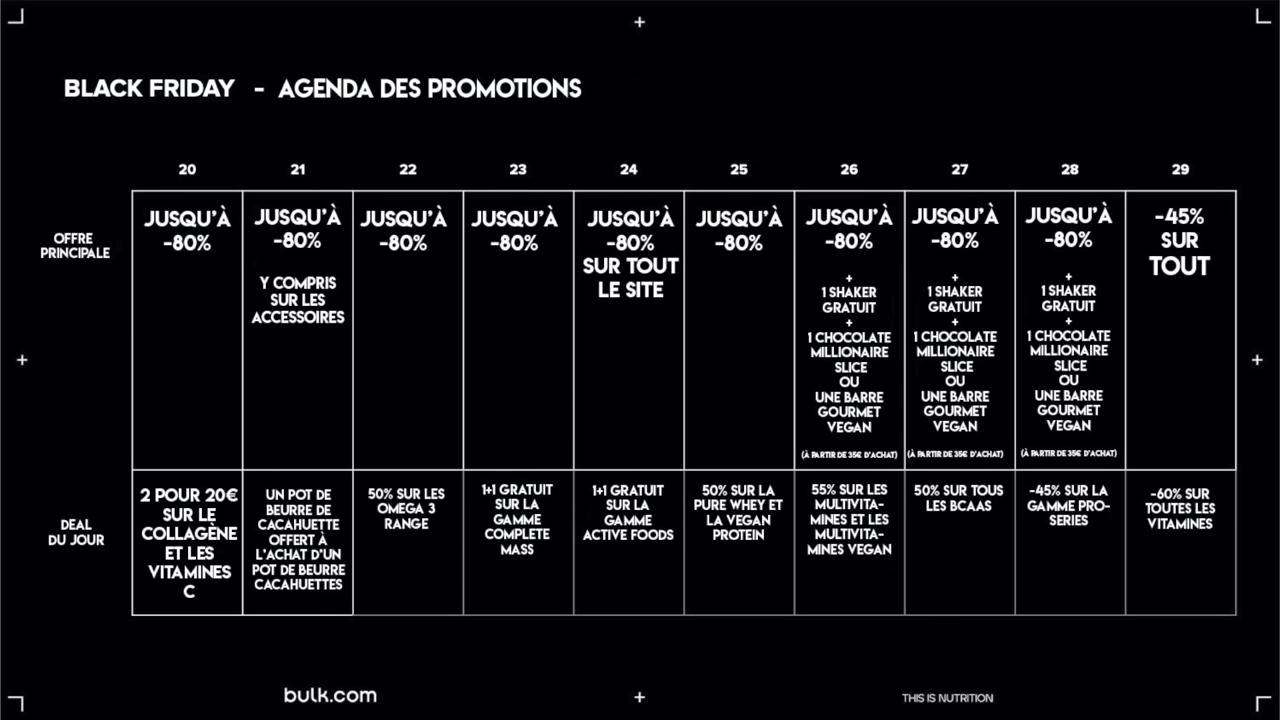 BLACK FRIDAY - AGENDA DES PROMOTIONS
20 21 22 23 24 25 26 27 28 29
OFFRE
PRINCIPALE
JUSQU'À
-80%
JUSQU'À
-80%
Y COMPRIS
SUR LES
ACCESSOIRES
JUSQU'À
-80%
JUSQU'À
-80%
JUSQU'À
-80%
SUR TOUT
LE SITE
JUSQU'À
-80%
JUSQU'À
-80%
+
1 SHAKER
GRATUIT
+
1 CHOCOLATE
MILLIONAIRE
SLICE
OU
UNE BARRE
GOURMET
VEGAN
(À PARTIR DE 35€ D'ACHAT)
JUSQU'À
-80%
+
1 SHAKER
GRATUIT
+
1 CHOCOLATE
MILLIONAIRE
SLICE
OU
UNE BARRE
GOURMET
VEGAN
(À PARTIR DE 35€ D'ACHAT)
JUSQU'À
-80%
+
1 SHAKER
GRATUIT
+
1 CHOCOLATE
MILLIONAIRE
SLICE
OU
UNE BARRE
GOURMET
VEGAN
(À PARTIR DE 35€ D'ACHAT)
-45%
SUR
TOUT
DEAL
DU JOUR
2 POUR 20€
SUR LE
COLLAGÈNE
ET LES
VITAMINES
C
UN POT DE
BEURRE DE
CACAHUETTE
OFFERT À
L'ACHAT D'UN
POT DE BEURRE
CACAHUETTES
50% SUR LES
OMEGA 3
RANGE
1+1 GRATUIT
SUR LA
GAMME
COMPLETE
MASS
1+1 GRATUIT
SUR LA
GAMME
ACTIVE FOODS
50% SUR LA
PURE WHEY ET
LA VEGAN
PROTEIN
55% SUR LES
MULTIVITA-
MINES ET LES
MULTIVITA-
MINES VEGAN
50% SUR TOUS
LES BCAAS
-45% SUR LA
GAMME PRO-
SERIES
-60% SUR
TOUTES LES
VITAMINES
bulk.com
THIS IS NUTRITION